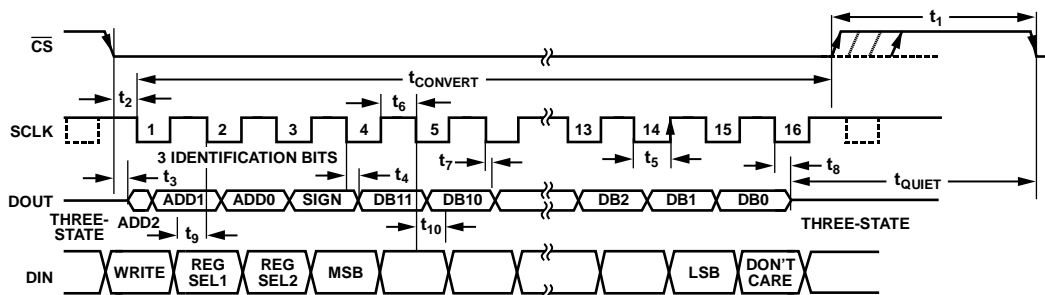 t1
CS
tCONVERT
t2
t6
SCLK
1 2 3 4 5 13 14 15 16
3 IDENTIFICATION BITS
t7
t5
t8
t3
t4
tQUIET
DOUT
ADD1 ADD0 SIGN DB11 DB10 DB2 DB1 DB0
THREE-STATE
ADD2
t9
t10
THREE-STATE
DIN
WRITE
REG SEL1
REG SEL2
MSB
LSB
DON'T CARE